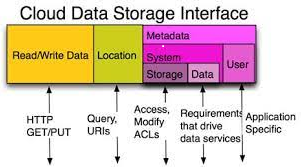 Cloud Data Storage Interface
Read/Write Data
Location
Metadata
System
User
Storage
Data
HTTP
GET/PUT
Query,
URIs
Access,
Modify
ACLs
Requirements
that drive
data services
Application
Specific